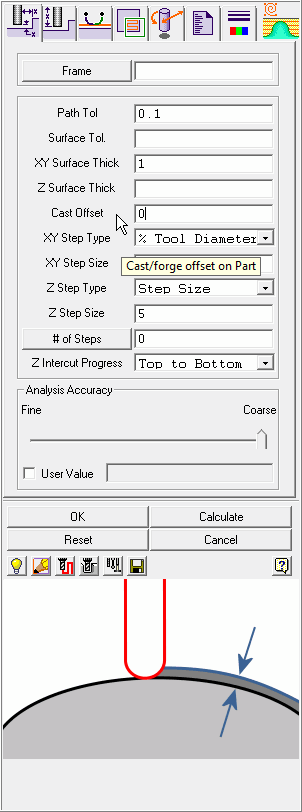 Frame
Path Tol 0.1
Surface Tol.
XY Surface Thick 1
Z Surface Thick
Cast Offset 0
XY Step Type % Tool Diameter
XY Step Size
Cast/forge offset on Part
Z Step Type Step Size
Z Step Size 5
# of Steps 0
Z Intercut Progress Top to Bottom
Analysis Accuracy
Fine Coarse
User Value
OK Calculate
Reset Cancel